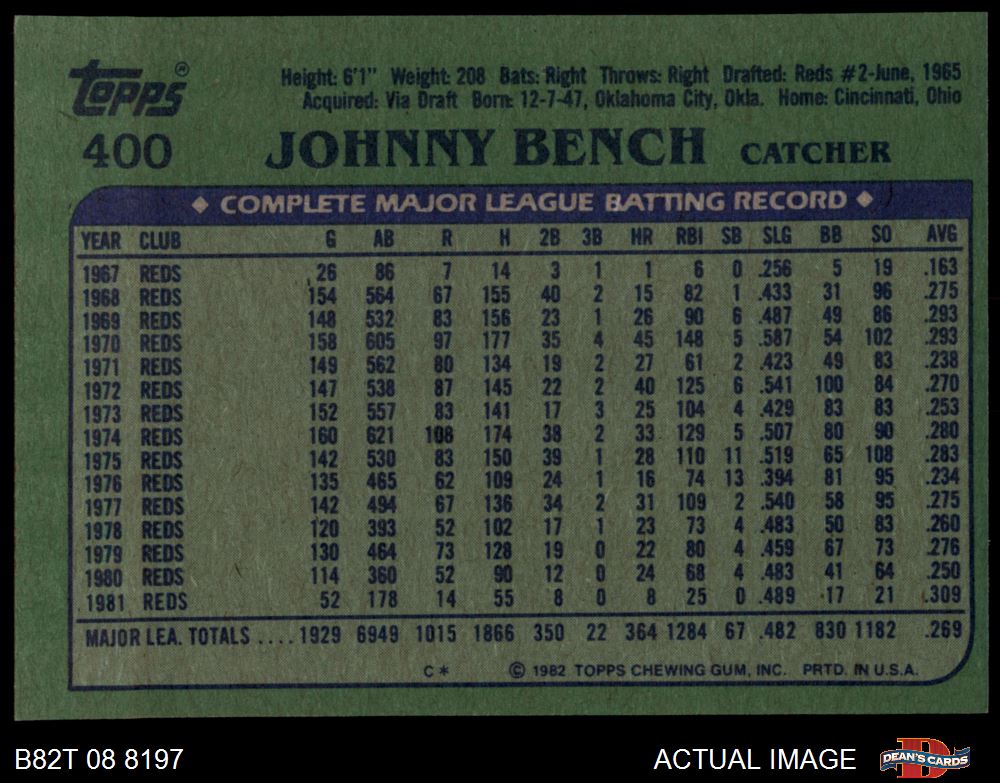 Topps®
Height: 6'1" Weight: 208 Bats: Right Throws: Right Drafted: Reds #2-June, 1965
Acquired: Via Draft Born: 12-7-47, Oklahoma City, Okla. Home: Cincinnati, Ohio
400 JOHNNY BENCH CATCHER
◆ COMPLETE MAJOR LEAGUE BATTING RECORD ◆
YEAR CLUB G AB R H 2B 3B HR RBI SB SLG BB SO AVG
1967 REDS 26 86 7 14 3 1 1 6 0 .256 5 19 .163
1968 REDS 154 564 67 155 40 2 15 82 1 .433 31 96 .275
1969 REDS 148 532 83 156 23 1 26 90 6 .487 49 86 .293
1970 REDS 158 605 97 177 35 4 45 148 5 .587 54 102 .293
1971 REDS 149 562 80 134 19 2 27 61 2 .423 49 83 .238
1972 REDS 147 538 87 145 22 2 40 125 6 .541 100 84 .270
1973 REDS 152 557 83 141 17 3 25 104 4 .429 83 83 .253
1974 REDS 160 621 108 174 38 2 33 129 5 .507 80 90 .280
1975 REDS 142 530 83 150 39 1 28 110 11 .519 65 108 .283
1976 REDS 135 465 62 109 24 1 16 74 13 .394 81 95 .234
1977 REDS 142 494 67 136 34 2 31 109 2 .540 58 95 .275
1978 REDS 120 393 52 102 17 1 23 73 4 .483 50 83 .260
1979 REDS 130 464 73 128 19 0 22 80 4 .459 67 73 .276
1980 REDS 114 360 52 90 12 0 24 68 4 .483 41 64 .250
1981 REDS 52 178 14 55 8 0 8 25 0 .489 17 21 .309
MAJOR LEA. TOTALS ....1929 6949 1015 1866 350 22 364 1284 67 .482 830 1182 .269
C * © 1982 TOPPS CHEWING GUM, INC. PRTD. IN U.S.A.
B82T 08 8197 ACTUAL IMAGE DEAN'S CARDS